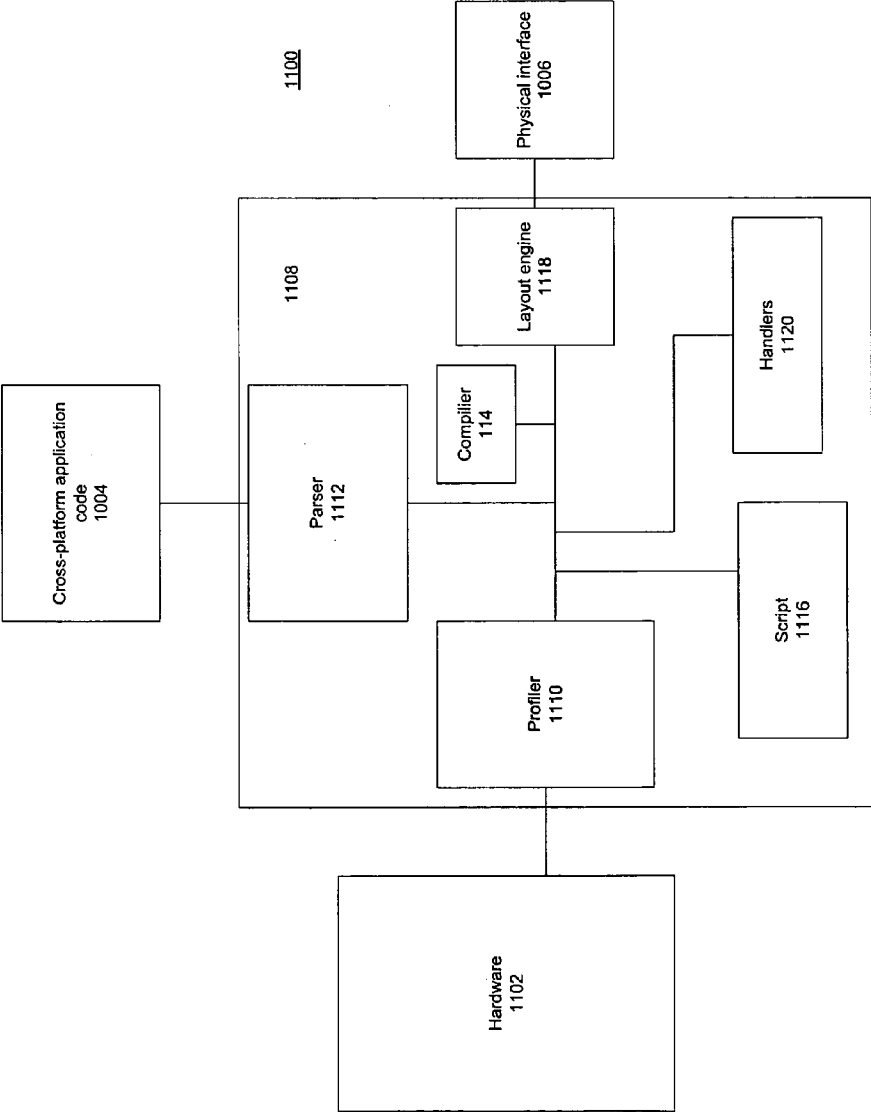 Cross-platform application
code
1004
Parser
1112
1108
1100
Hardware
1102
Profiler
1110
Compilier
114
Layout engine
1118
Physical interface
1006
Script
1116
Handlers
1120